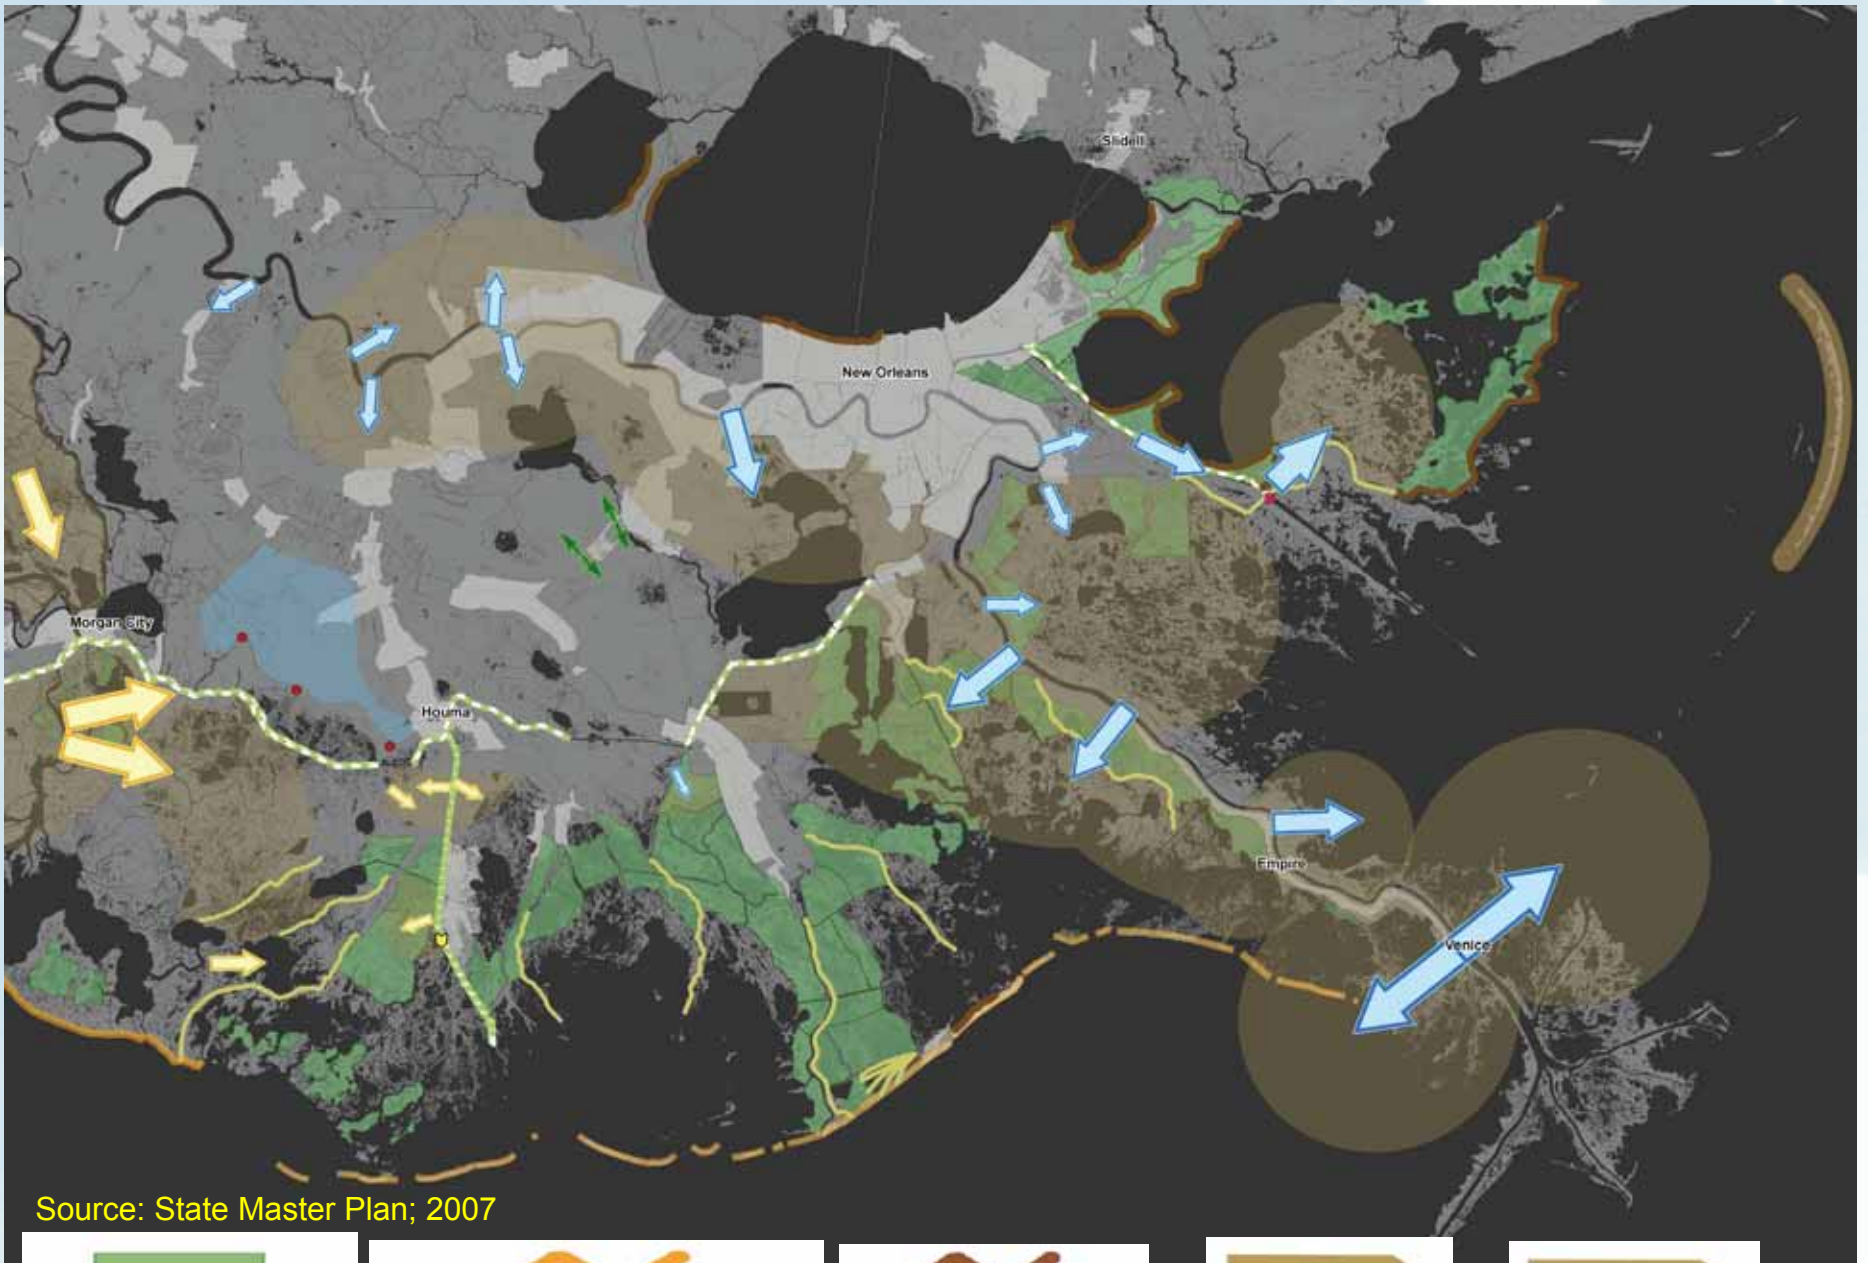 Slidell
New Orleans
Morgan City
Houma
Empire
Venice
Source: State Master Plan; 2007